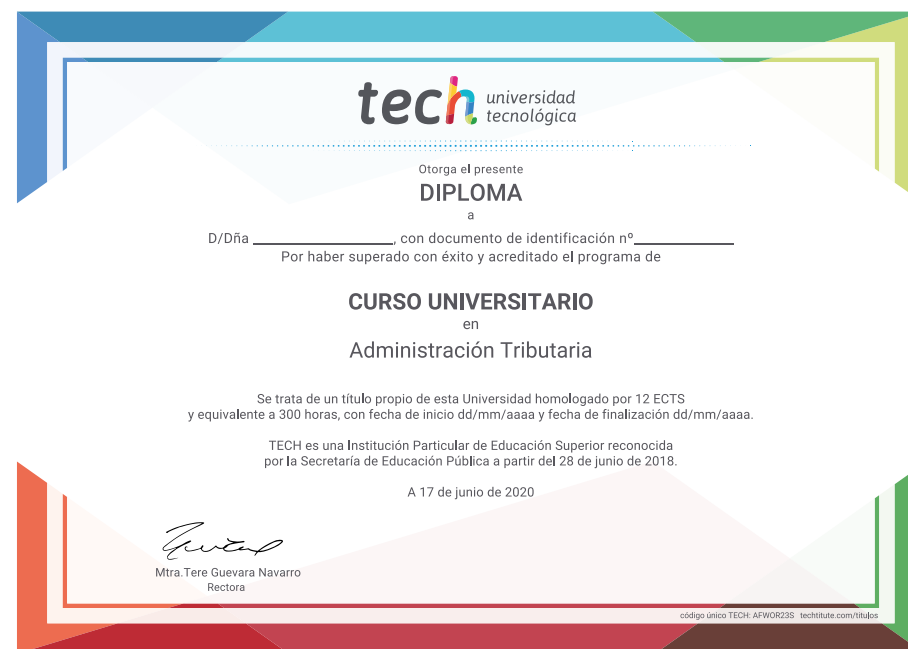 tech universidad
tecnológica
Otorga el presente
DIPLOMA
a
D/Dña ____________, con documento de identificación nº____________
Por haber superado con éxito y acreditado el programa de
CURSO UNIVERSITARIO
en
Administración Tributaria
Se trata de un título propio de esta Universidad homologado por 12 ECTS
y equivalente a 300 horas, con fecha de inicio dd/mm/aaaa y fecha de finalización dd/mm/aaaa.
TECH es una Institución Particular de Educación Superior reconocida
por la Secretaría de Educación Pública a partir del 28 de junio de 2018.
A 17 de junio de 2020
Mtra.Tere Guevara Navarro
Rectora
código único TECH: AFWOR23S techtitute.com/titulos